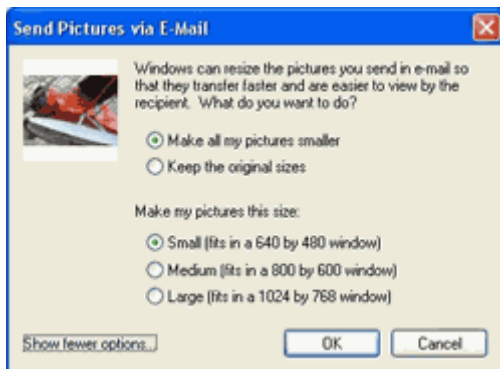 Send Pictures via E-Mail
Windows can resize the pictures you send in e-mail so
that they transfer faster and are easier to view by the
recipient. What do you want to do?
Make all my pictures smaller
Keep the original sizes
Make my pictures this size:
Small (fits in a 640 by 480 window)
Medium (fits in a 800 by 600 window)
Large (fits in a 1024 by 768 window)
Show fewer options...
OK
Cancel